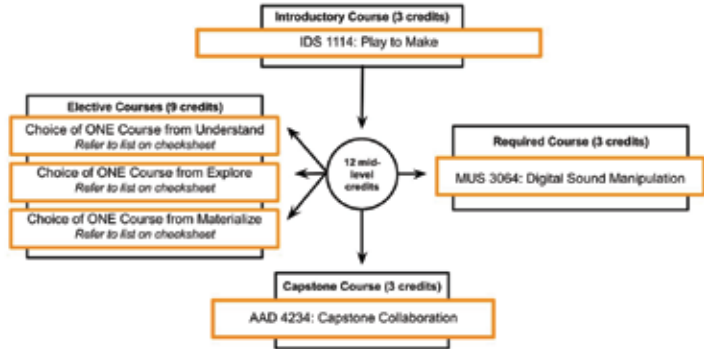 Introductory Course (3 credits)
IDS 1114: Play to Make
Elective Courses (9 credits)
Choice of ONE Course from Understand
Refer to list on checksheet
Choice of ONE Course from Explore
Refer to list on checksheet
Choice of ONE Course from Materialize
Refer to list on checksheet
12 mid-
level
credits
Required Course (3 credits)
MUS 3064: Digital Sound Manipulation
Capstone Course (3 credits)
AAD 4234: Capstone Collaboration